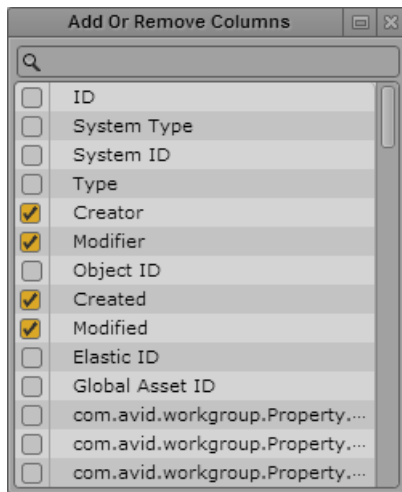 Add Or Remove Columns
ID
System Type
System ID
Type
Creator
Modifier
Object ID
Created
Modified
Elastic ID
Global Asset ID
com.avid.workgroup.Property.···
com.avid.workgroup.Property.···
com.avid.workgroup.Property.···